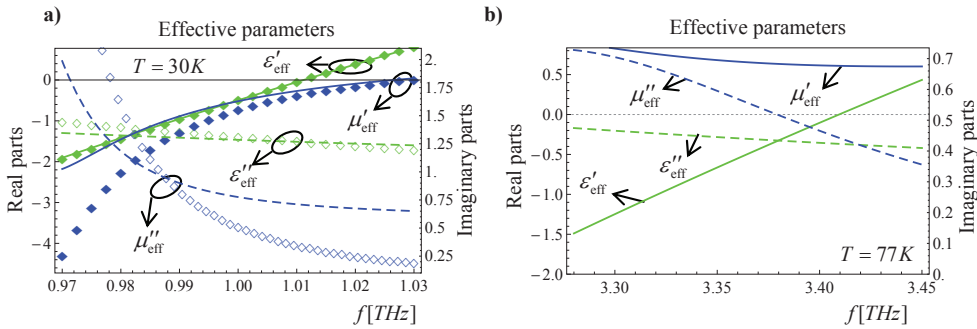 a)
Effective parameters
T = 30K
ε′eff
μ′eff
ε″eff
μ″eff
Real parts
Imaginary parts
0
-1
-2
-3
-4
2.
1.75
1.5
1.25
1.
0.75
0.5
0.25
0.97 0.98 0.99 1.00 1.01 1.02 1.03
f[THz]
b)
Effective parameters
μ″eff
μ′eff
ε′eff
ε″eff
T = 77K
Real parts
Imaginary parts
0.5
0.0
-0.5
-1.0
-1.5
-2.0
0.7
0.6
0.5
0.4
0.3
0.2
0.1
0.
3.30 3.35 3.40 3.45
f[THz]